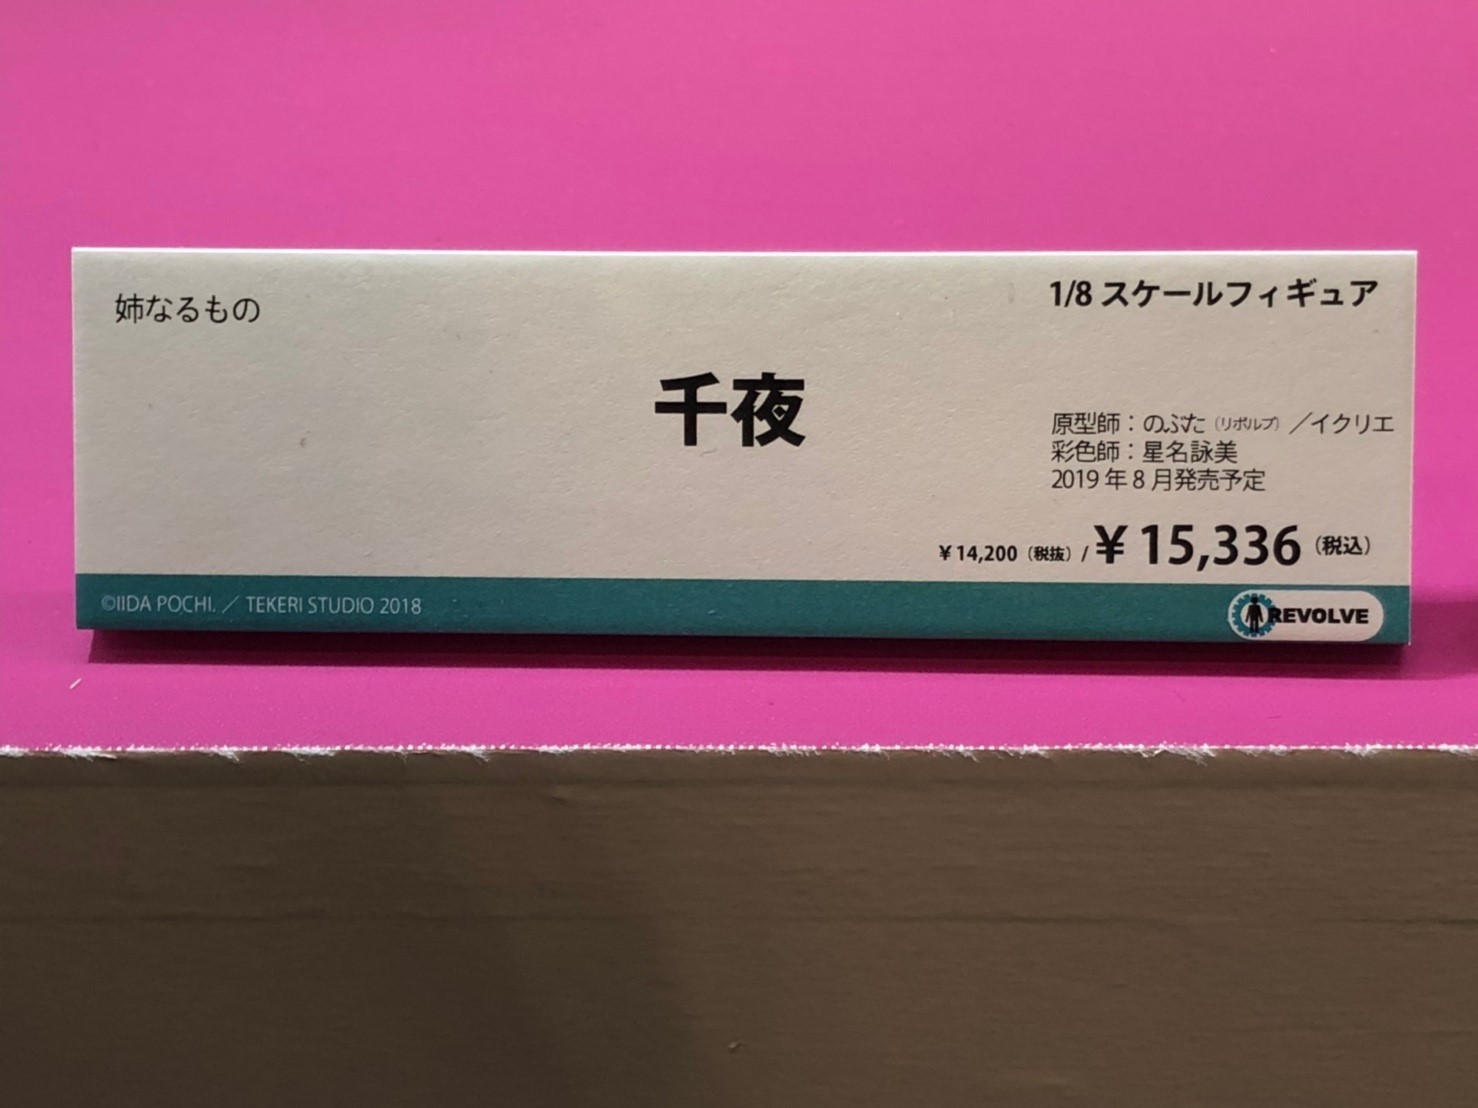 姉なるもの
1/8 スケールフィギュア
千夜
原型師：のぶた（リボルブ）／イクリエ
彩色師：星名詠美
2019 年 8 月発売予定
¥14,200（税抜）/ ¥15,336（税込）
©IIDA POCHI. ／ TEKERI STUDIO 2018
REVOLVE